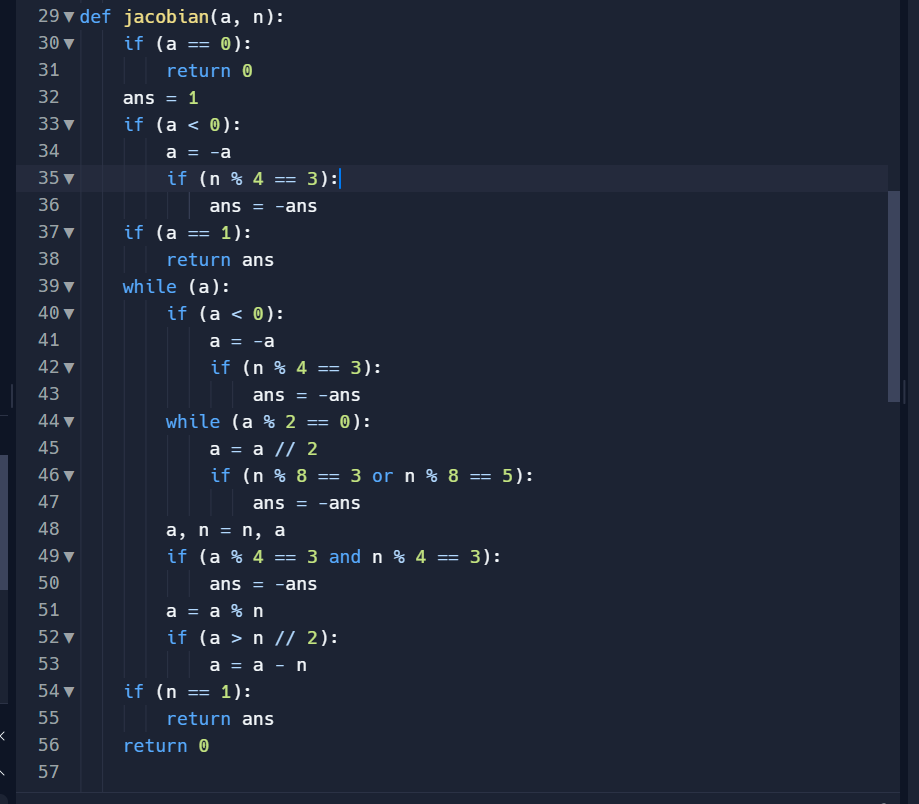 29 def jacobian(a, n):
30     if (a == 0):
31         return 0
32     ans = 1
33     if (a < 0):
34         a = -a
35         if (n % 4 == 3):
36             ans = -ans
37     if (a == 1):
38         return ans
39     while (a):
40         if (a < 0):
41             a = -a
42             if (n % 4 == 3):
43                 ans = -ans
44         while (a % 2 == 0):
45             a = a // 2
46             if (n % 8 == 3 or n % 8 == 5):
47                 ans = -ans
48         a, n = n, a
49         if (a % 4 == 3 and n % 4 == 3):
50             ans = -ans
51         a = a % n
52         if (a > n // 2):
53             a = a - n
54     if (n == 1):
55         return ans
56     return 0
57